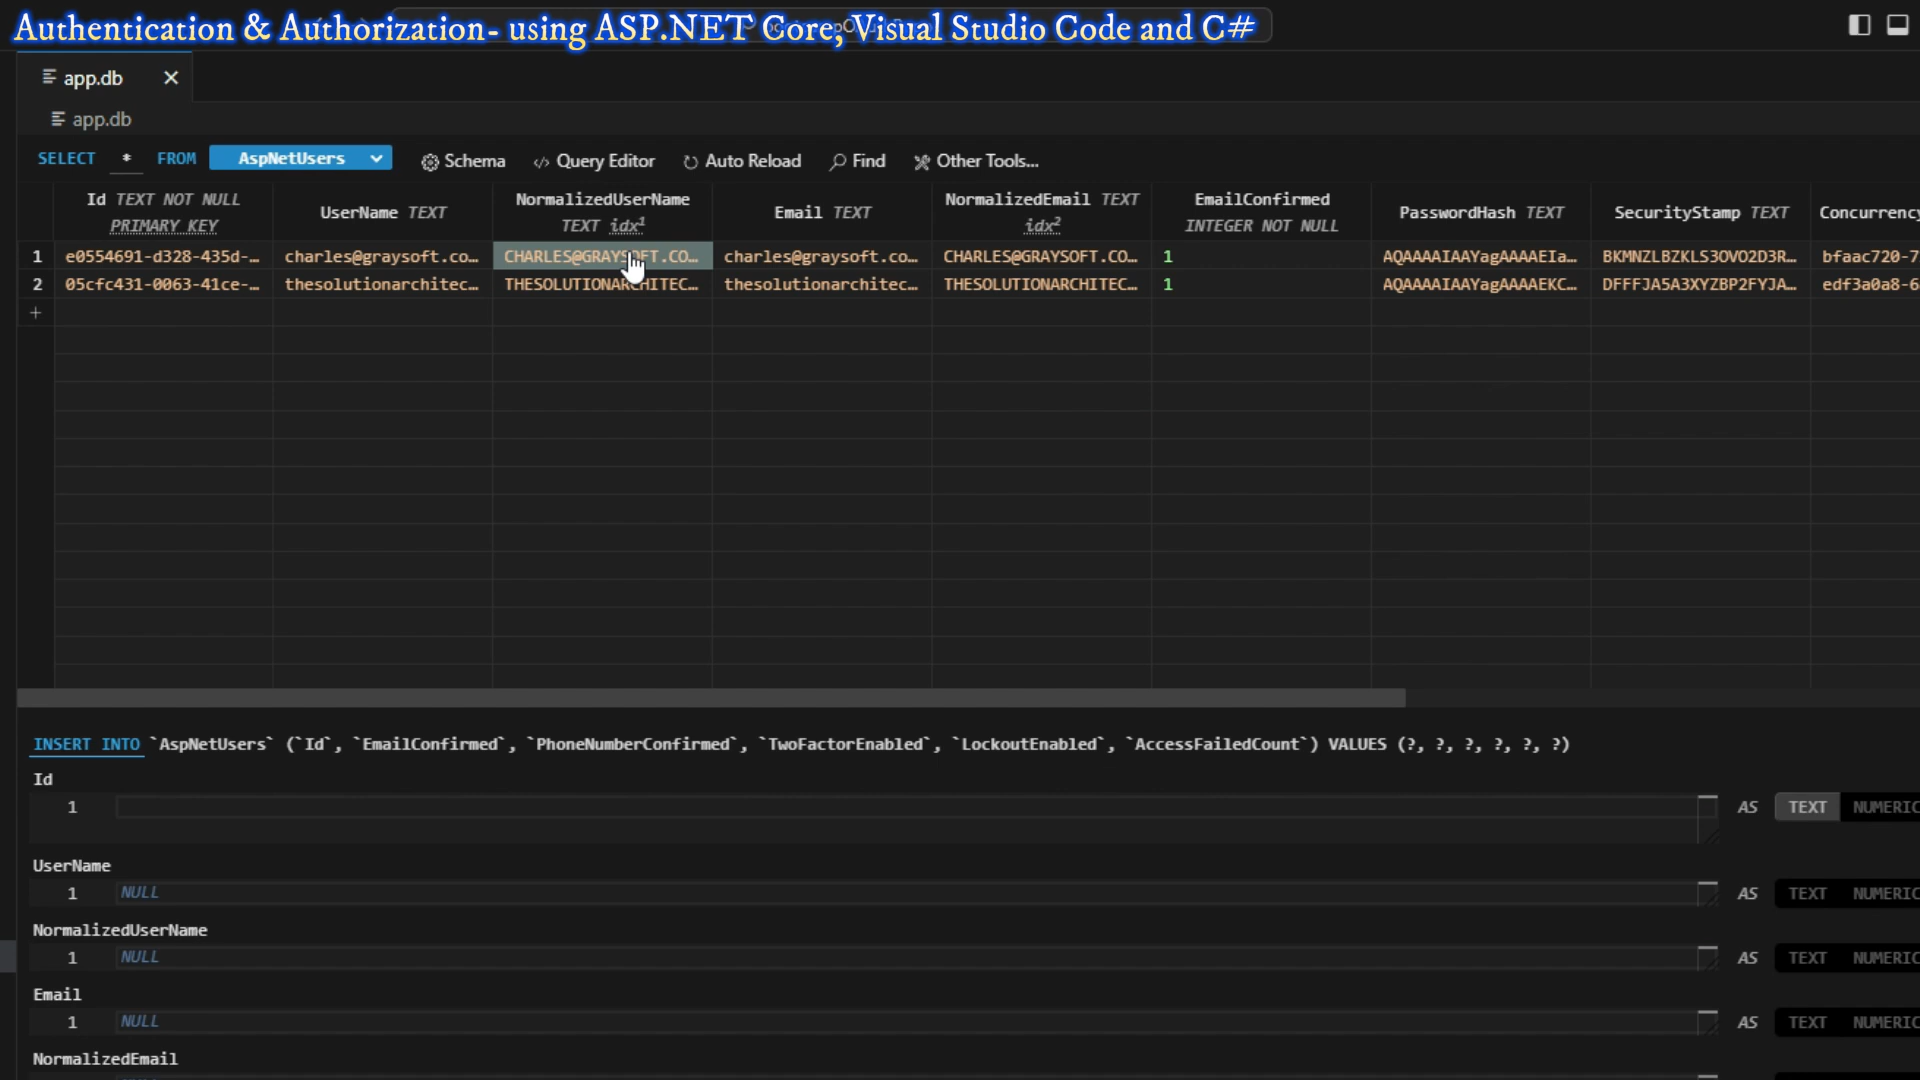 Authentication & Authorization- using ASP.NET Core, Visual Studio Code and C#
app.db
app.db
SELECT * FROM AspNetUsers Schema Query Editor Auto Reload Find Other Tools...
Id TEXT NOT NULL PRIMARY KEY UserName TEXT NormalizedUserName TEXT idx1 Email TEXT NormalizedEmail TEXT idx2 EmailConfirmed INTEGER NOT NULL PasswordHash TEXT SecurityStamp TEXT Concurrency
1 e0554691-d328-435d-… charles@graysoft.co… CHARLES@GRAYSOFT.CO… charles@graysoft.co… CHARLES@GRAYSOFT.CO… 1 AQAAAAIAAYagAAAAEIa… BKMNZLBZKLS3OVO2D3R… bfaac720-7
2 05cfc431-0063-41ce-… thesolutionarchitec… THESOLUTIONARCHITEC… thesolutionarchitec… THESOLUTIONARCHITEC… 1 AQAAAAIAAYagAAAAEKC… DFFFJA5A3XYZBP2FYJA… edf3a0a8-6
+
INSERT INTO `AspNetUsers` (`Id`, `EmailConfirmed`, `PhoneNumberConfirmed`, `TwoFactorEnabled`, `LockoutEnabled`, `AccessFailedCount`) VALUES (?, ?, ?, ?, ?, ?)
Id
1 AS TEXT NUMERIC
UserName
1 NULL AS TEXT NUMERIC
NormalizedUserName
1 NULL AS TEXT NUMERIC
Email
1 NULL AS TEXT NUMERIC
NormalizedEmail